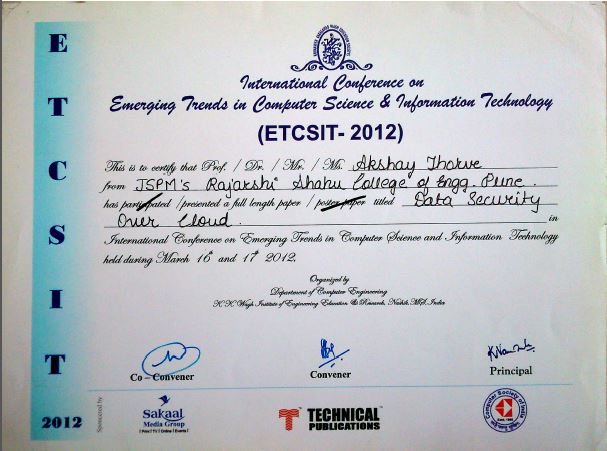 E
T
C
S
I
T
2012
International Conference on
Emerging Trends in Computer Science & Information Technology
(ETCSIT- 2012)
This is to certify that Prof. / Dr. / Mr. / Ms. Akshay Thorve
from JSPM's Rajarshi Shahu College of Engg. Pune.
has participated / presented a full length paper / poster paper titled Data Security
Over Cloud. in
International Conference on Emerging Trends in Computer Science and Information Technology
held during March 16th and 17th 2012.
Organized by
Department of Computer Engineering
K.K. Wagh Institute of Engineering Education & Research, Nashik, M.S, India
Co – Convener
Convener
Principal
Sponsored by
Sakaal
Media Group
| Print | TV | Online | Events |
TECHNICAL
PUBLICATIONS
Computer Society of India